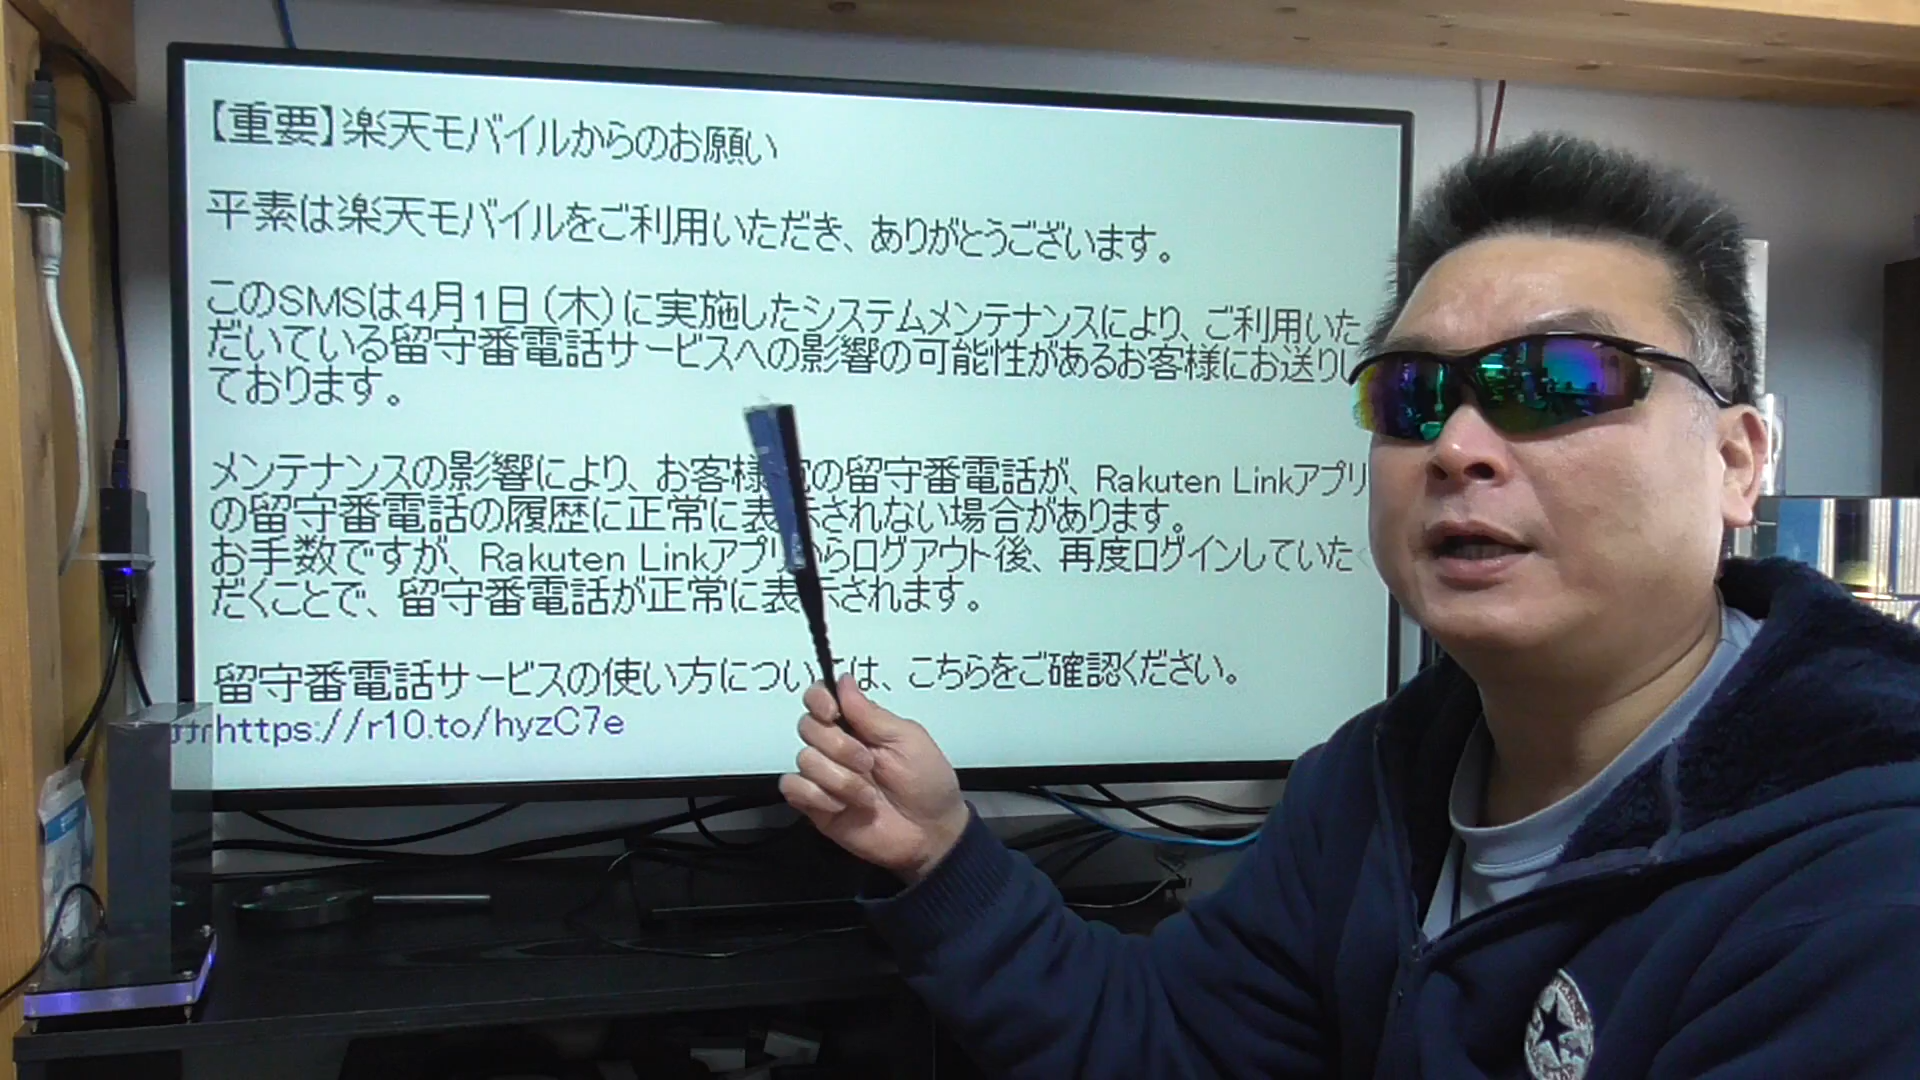 【重要】楽天モバイルからのお願い
平素は楽天モバイルをご利用いただき、ありがとうございます。
このSMSは4月1日（木）に実施したシステムメンテナンスにより、ご利用いた
だいている留守番電話サービスへの影響の可能性があるお客様にお送りし
ております。
メンテナンスの影響により、お客様宛の留守番電話が、Rakuten Linkアプリ
の留守番電話の履歴に正常に表示されない場合があります。
お手数ですが、Rakuten Linkアプリからログアウト後、再度ログインしていた
だくことで、留守番電話が正常に表示されます。
留守番電話サービスの使い方については、こちらをご確認ください。
https://r10.to/hyzC7e